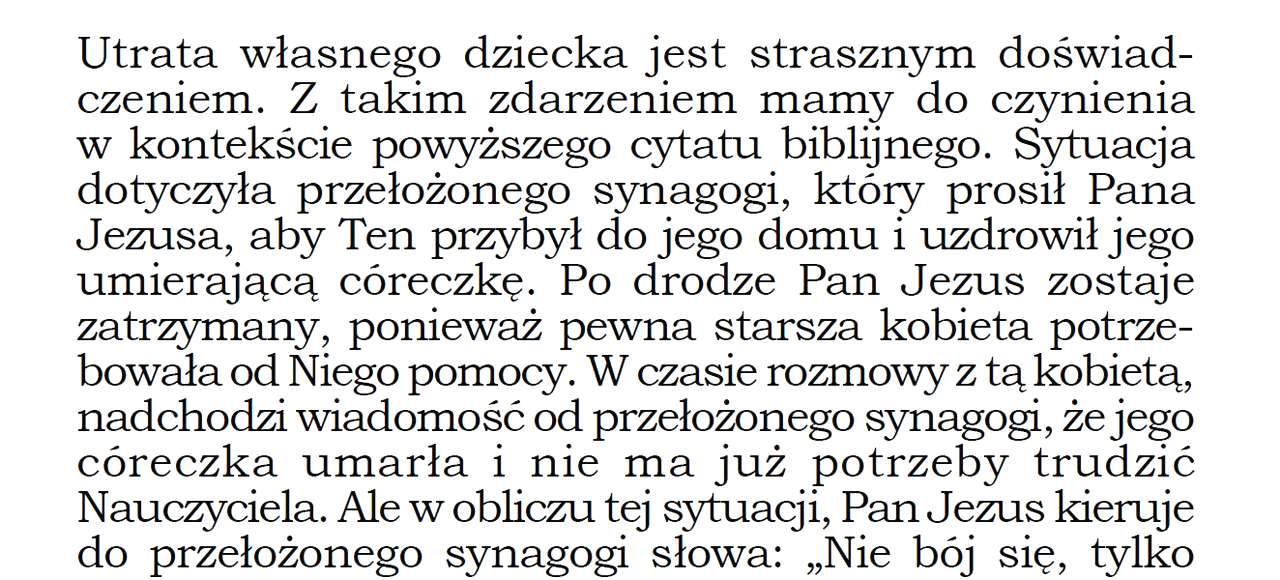 Utrata własnego dziecka jest strasznym doświad-
czeniem. Z takim zdarzeniem mamy do czynienia
w kontekście powyższego cytatu biblijnego. Sytuacja
dotyczyła przełożonego synagogi, który prosił Pana
Jezusa, aby Ten przybył do jego domu i uzdrowił jego
umierającą córeczkę. Po drodze Pan Jezus zostaje
zatrzymany, ponieważ pewna starsza kobieta potrze-
bowała od Niego pomocy. W czasie rozmowy z tą kobietą,
nadchodzi wiadomość od przełożonego synagogi, że jego
córeczka umarła i nie ma już potrzeby trudzić
Nauczyciela. Ale w obliczu tej sytuacji, Pan Jezus kieruje
do przełożonego synagogi słowa: „Nie bój się, tylko